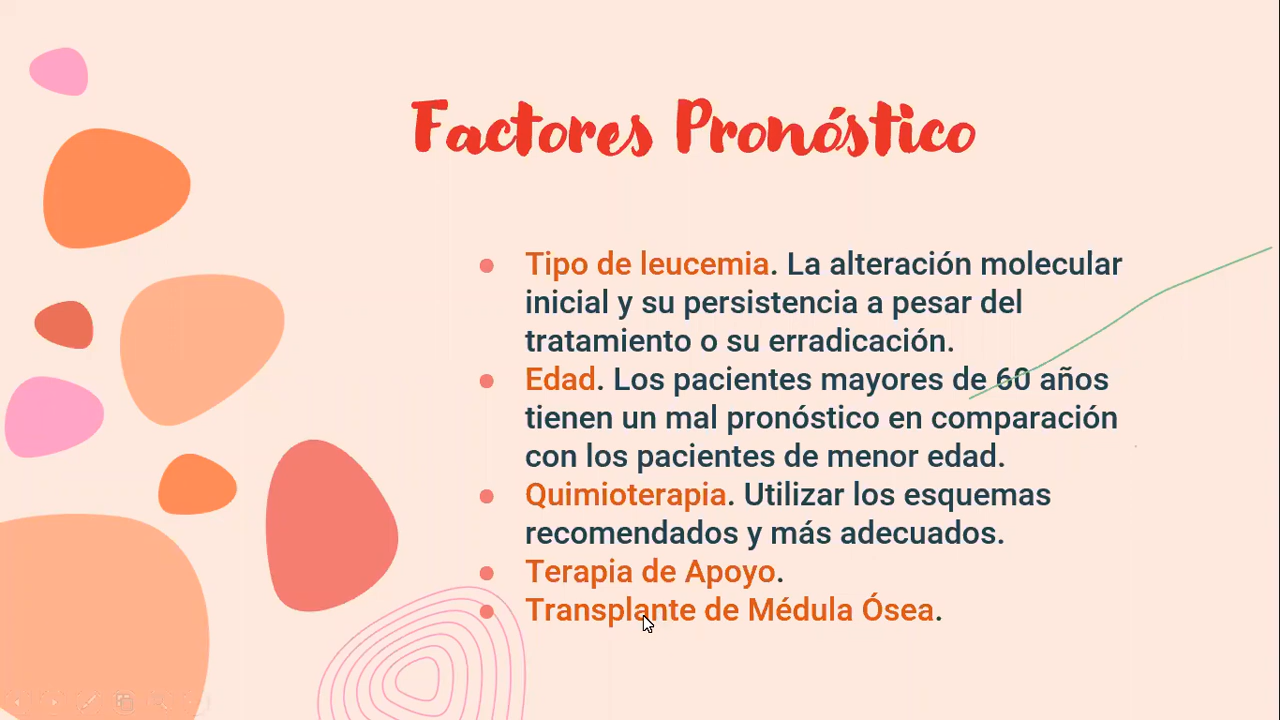 Factores Pronóstico
Tipo de leucemia. La alteración molecular
inicial y su persistencia a pesar del
tratamiento o su erradicación.
Edad. Los pacientes mayores de 60 años
tienen un mal pronóstico en comparación
con los pacientes de menor edad.
Quimioterapia. Utilizar los esquemas
recomendados y más adecuados.
Terapia de Apoyo.
Transplante de Médula Ósea.